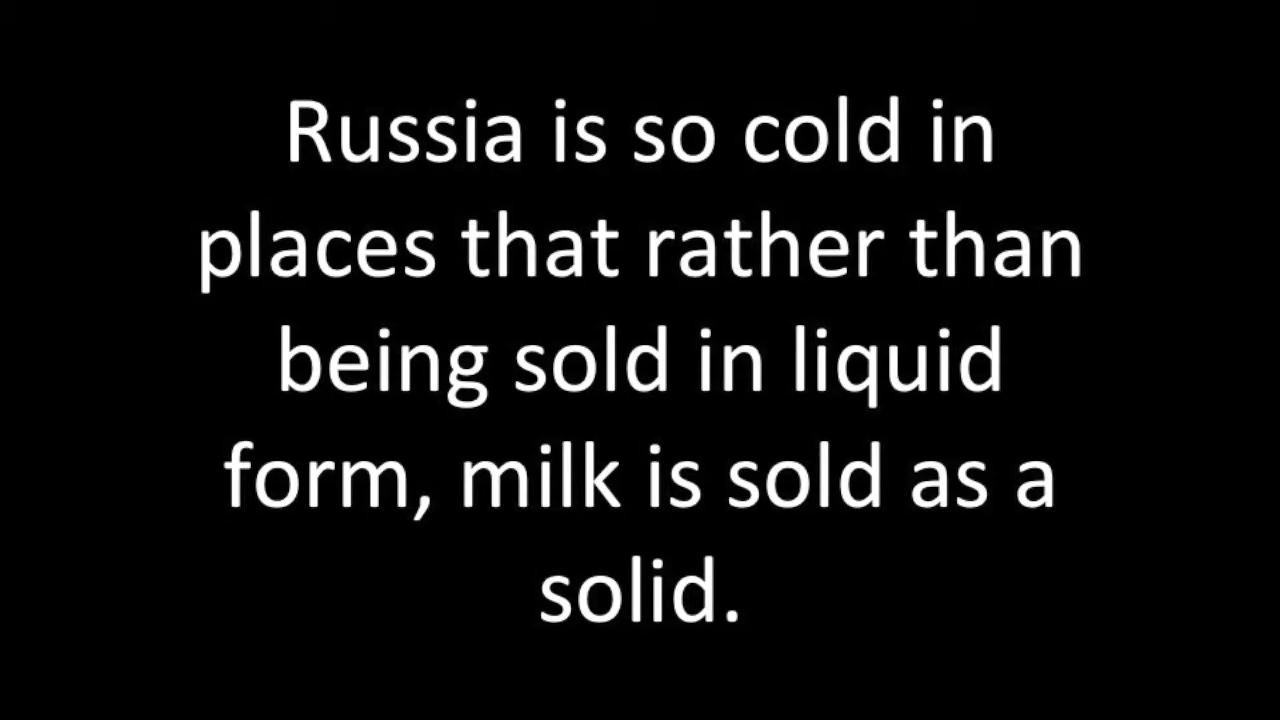 Russia is so cold in
places that rather than
being sold in liquid
form, milk is sold as a
solid.